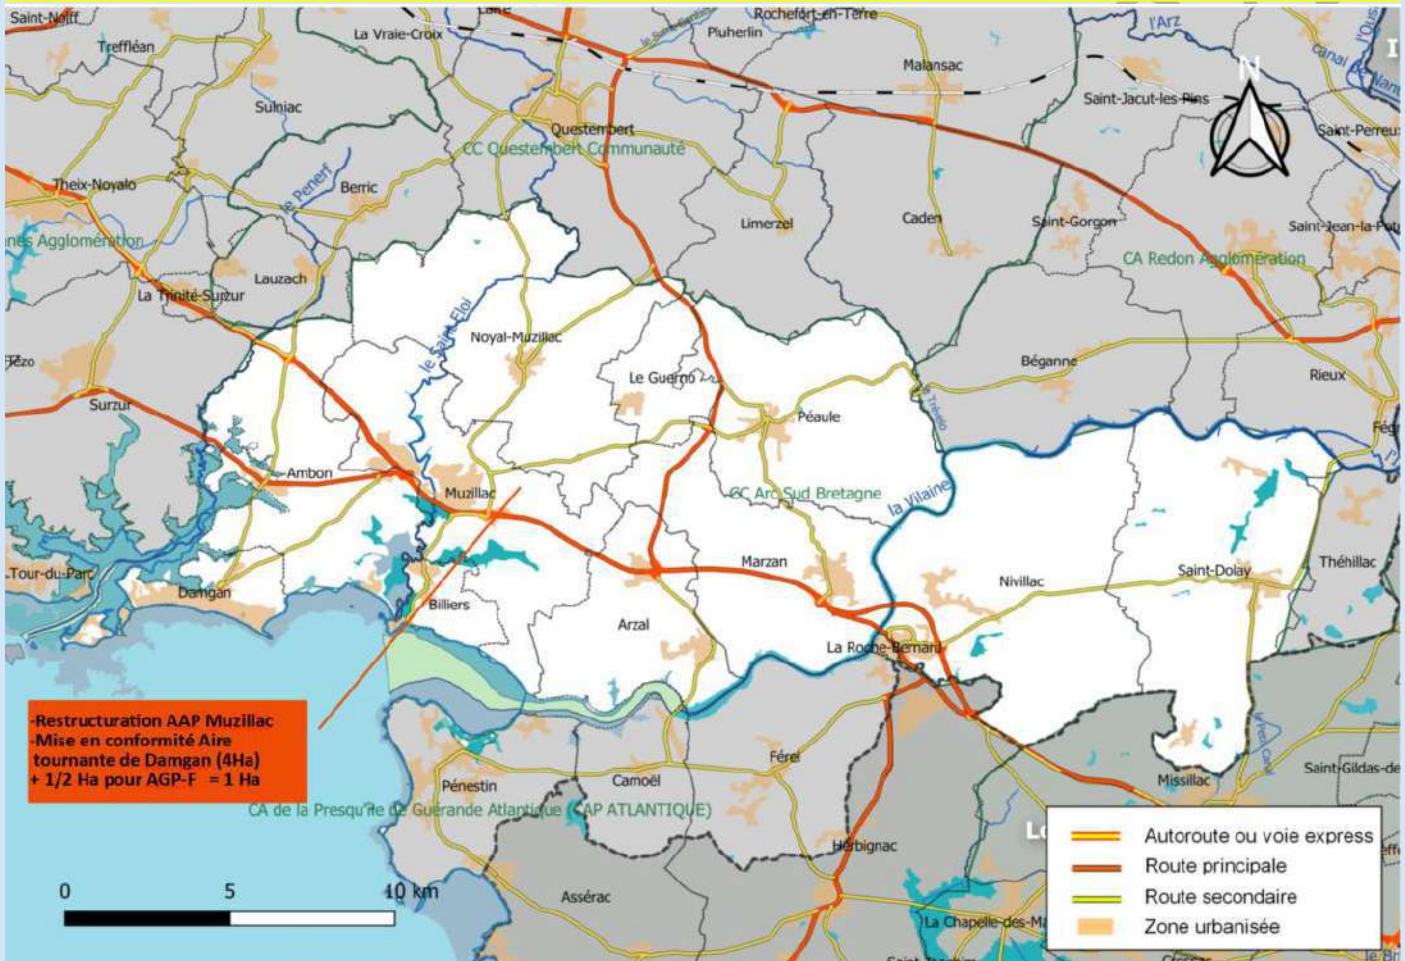 Saint-Nolff
Treffléan
La Vraie-Croix
Rochefort-en-Terre
Pluherlin
l'Arz
Malansac
Saint-Jacut-les-Pins
N
Sulniac
Questembert
CC Questembert Communauté
Theix-Noyalo
Berric
le Penerf
Limerzel
Caden
Saint-Gorgon
CA Redon Agglomération
Lauzach
La Trinité-Surzur
le Saint-Eloi
Noyal-Muzillac
Le Guerno
Béganne
Rieux
Surzur
Péaule
Ambon
Muzillac
CC Arc Sud Bretagne
la Vilaine
Marzan
Nivillac
Saint-Dolay
Théhillac
Tour-du-Parc
Damgan
Billiers
Arzal
La Roche-Bernard
-Restructuration AAP Muzillac
-Mise en conformité Aire
tournante de Damgan (4Ha)
+ 1/2 Ha pour AGP-F = 1 Ha
Férel
Pénestin
Camoël
Missillac
Saint-Gildas-de
CA de la Presqu'île de Guérande Atlantique (CAP ATLANTIQUE)
Herbignac
Assérac
La Chapelle-des-Ma
0 5 10 km
Autoroute ou voie express
Route principale
Route secondaire
Zone urbanisée